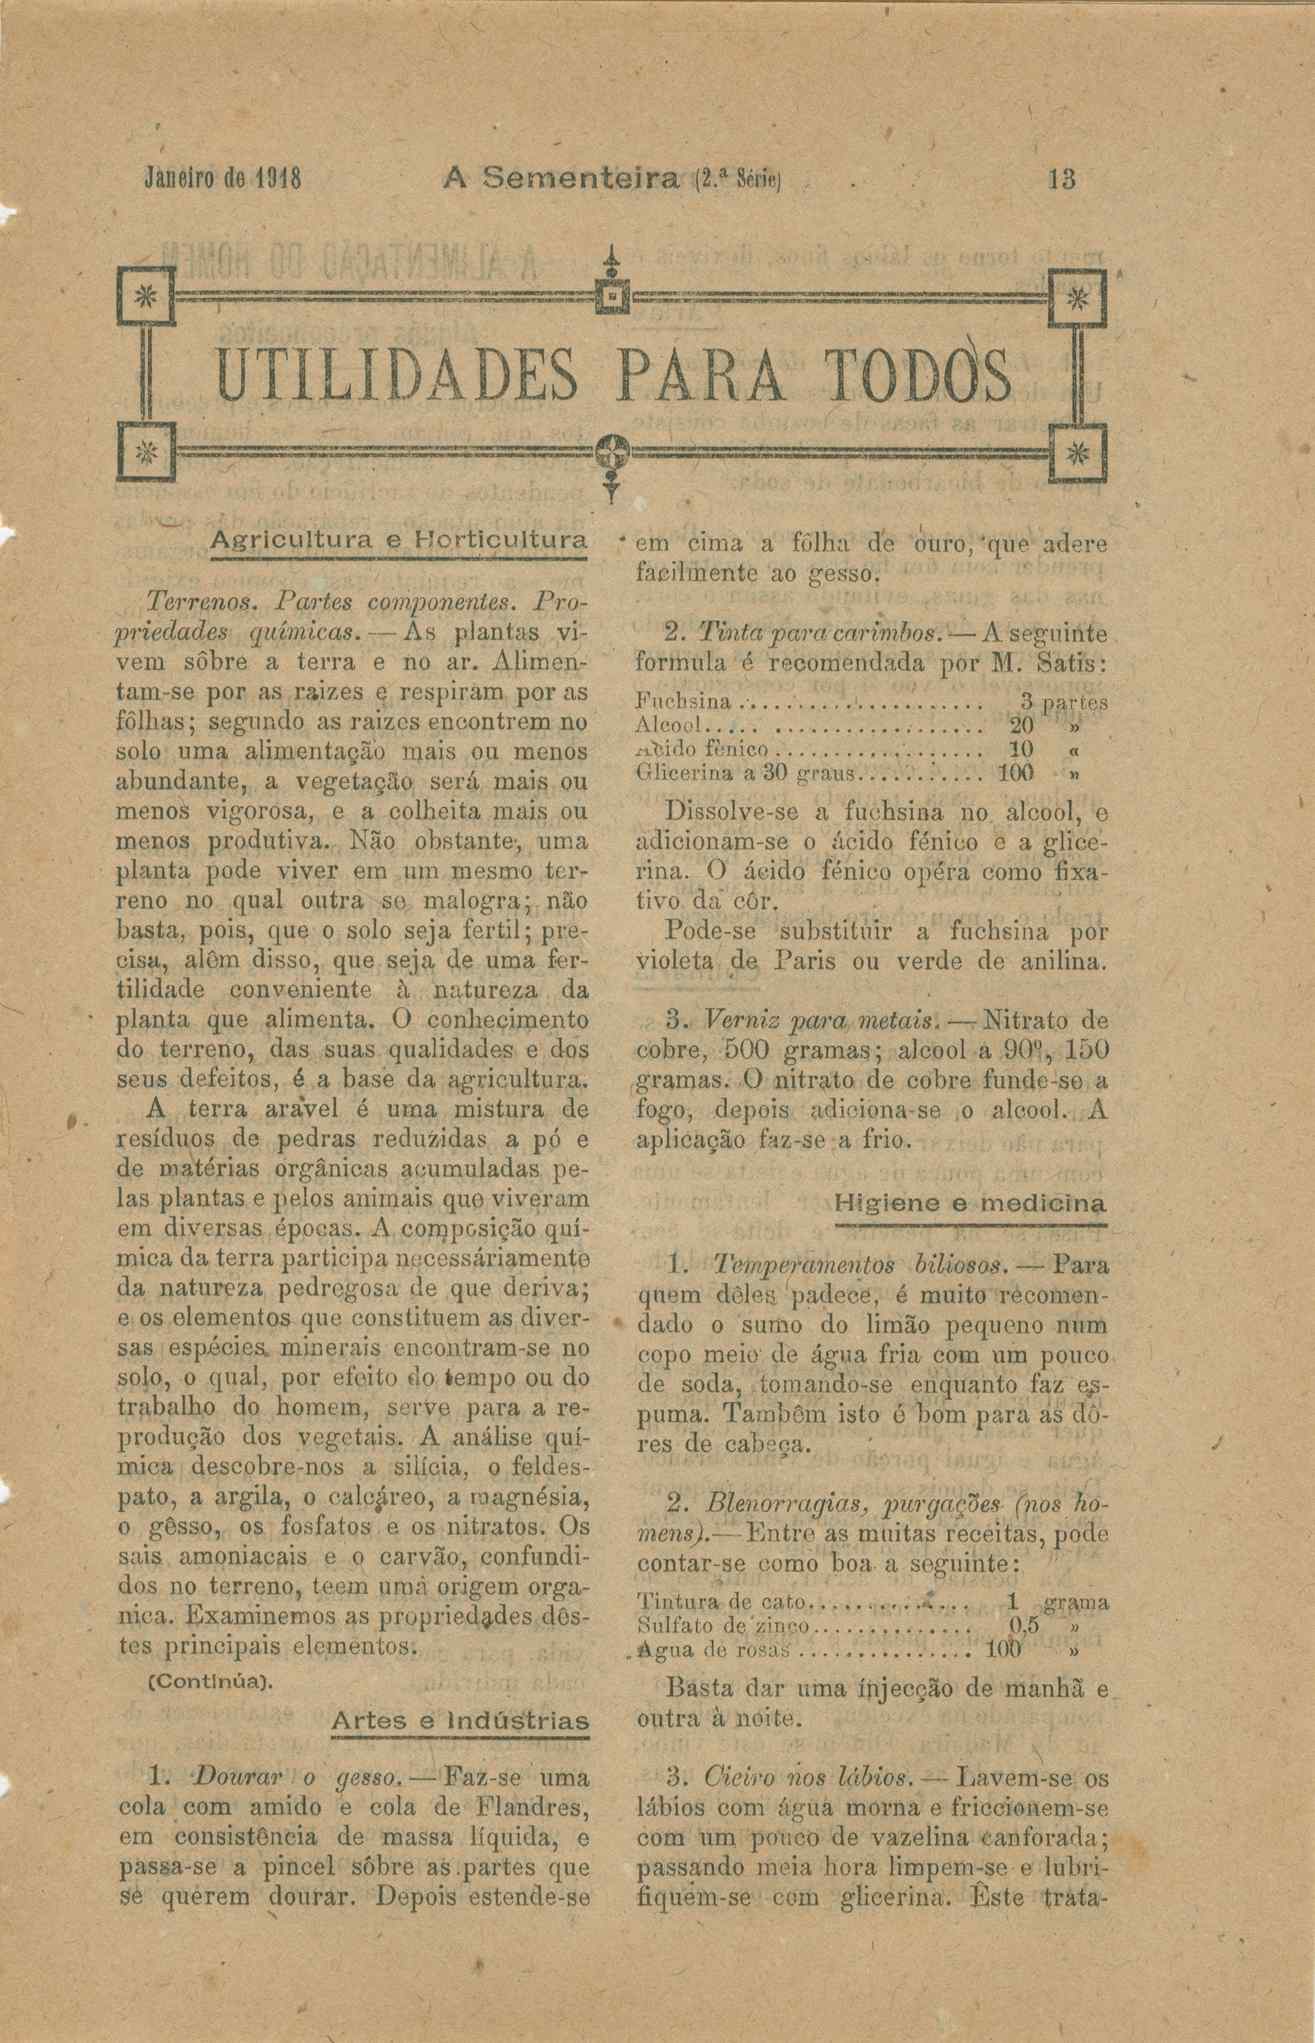 Janeiro de 1918
A Sementeira (2.ª Série)
13
UTILIDADES PARA TODOS
Agricultura e Horticultura
Terrenos. Partes componentes. Pro-
priedades químicas.—As plantas vi-
vem sôbre a terra e no ar. Alimen-
tam-se por as raizes e respiram por as
fôlhas; segundo as raizes encontrem no
solo uma alimentação mais ou menos
abundante, a vegetação será mais ou
menos vigorosa, e a colheita mais ou
menos produtiva. Não obstante, uma
planta pode viver em um mesmo ter-
reno no qual outra se malogra; não
basta, pois, que o solo seja fertil; pre-
cisa, alêm disso, que seja de uma fer-
tilidade conveniente à natureza da
planta que alimenta. O conhecimento
do terreno, das suas qualidades e dos
seus defeitos, é a base da agricultura.
A terra aravel é uma mistura de
resíduos de pedras reduzidas a pó e
de matérias orgânicas acumuladas pe-
las plantas e pelos animais que viveram
em diversas épocas. A composição quí-
mica da terra participa necessáriamente
da natureza pedregosa de que deriva;
e os elementos que constituem as diver-
sas espécies minerais encontram-se no
solo, o qual, por efeito do tempo ou do
trabalho do homem, serve para a re-
produção dos vegetais. A análise quí-
mica descobre-nos a silícia, o feldes-
pato, a argila, o calcáreo, a magnésia,
o gêsso, os fosfatos e os nitratos. Os
sais amoniacais e o carvão, confundi-
dos no terreno, teem uma origem orga-
nica. Examinemos as propriedades dês-
tes principais elementos.
(Continúa).
Artes e Indústrias
1. Dourar o gesso.—Faz-se uma
cola com amido e cola de Flandres,
em consistência de massa líquida, e
passa-se a pincel sôbre as partes que
se querem dourar. Depois estende-se
em cima a fôlha de ouro, que adere
facilmente ao gesso.
2. Tinta para carimbos.—A seguinte
formula é recomendada por M. Satis:
Fuchsina .................... 3 partes
Alcool..... .................. 20 »
Acido fénico .................. 10 «
Glicerina a 30 graus............ 100 »
Dissolve-se a fuchsina no alcool, e
adicionam-se o ácido fénico e a glice-
rina. O ácido fénico opéra como fixa-
tivo da côr.
Pode-se substituir a fuchsina por
violeta de Paris ou verde de anilina.
3. Verniz para metais.—Nitrato de
cobre, 500 gramas; alcool a 90º, 150
gramas. O nitrato de cobre funde-se a
fogo, depois adiciona-se o alcool. A
aplicação faz-se a frio.
Higiene e medicina
1. Temperamentos biliosos.—Para
quem dêles padece, é muito recomen-
dado o sumo do limão pequeno num
copo meio de água fria com um pouco
de soda, tomando-se enquanto faz es-
puma. Tambêm isto é bom para as dô-
res de cabeça.
2. Blenorragias, purgações (nos ho-
mens).—Entre as muitas receitas, pode
contar-se como boa a seguinte:
Tintura de cato................ 1 grama
Sulfato de zinco............... 0,5 »
Agua de rosas ................ 100 »
Basta dar uma injecção de manhã e
outra à noite.
3. Cieiro nos lábios.—Lavem-se os
lábios com água morna e friccionem-se
com um pouco de vazelina canforada;
passando meia hora limpem-se e lubri-
fiquem-se com glicerina. Êste trata-